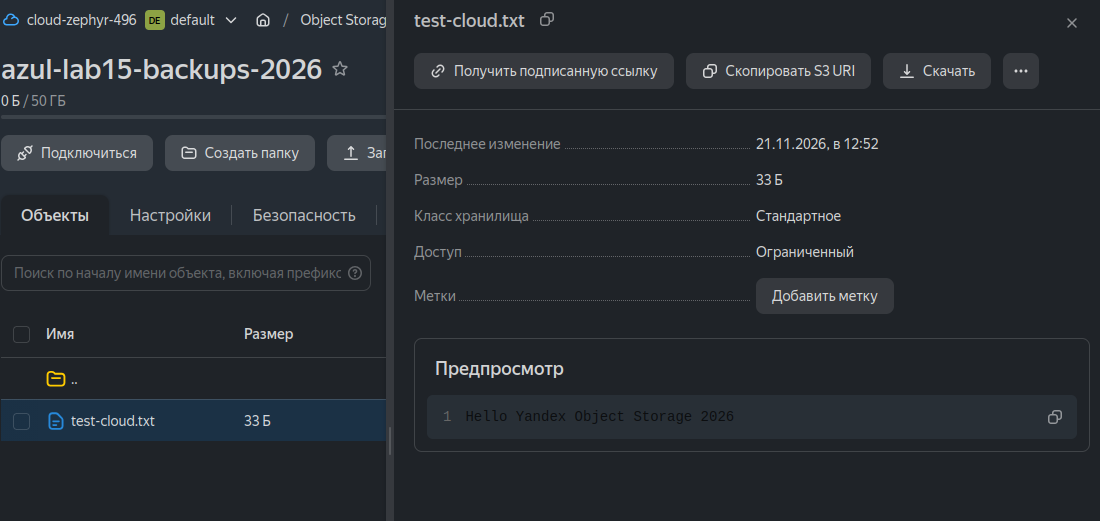 cloud-zephyr-496 DE default / Object Storag
azul-lab15-backups-2026
0 Б / 50 ГБ
Подключиться Создать папку Заг
Объекты Настройки Безопасность
Поиск по началу имени объекта, включая префикс
Имя Размер
..
test-cloud.txt 33 Б
test-cloud.txt
Получить подписанную ссылку Скопировать S3 URI Скачать
Последнее изменение 21.11.2026, в 12:52
Размер 33 Б
Класс хранилища Стандартное
Доступ Ограниченный
Метки Добавить метку
Предпросмотр
1 Hello Yandex Object Storage 2026